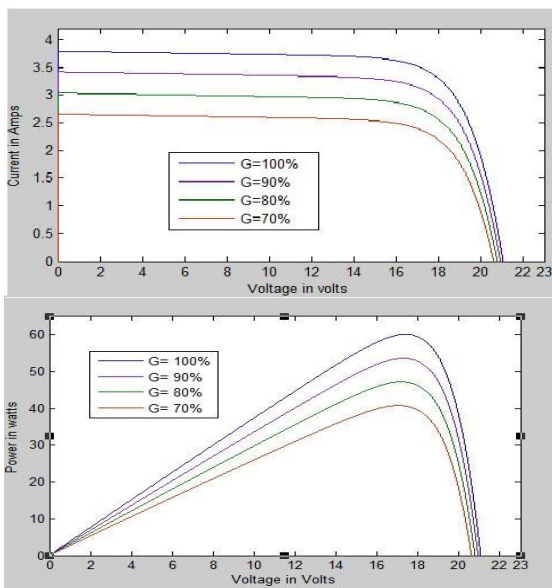 4
3.5
3
2.5
2
1.5
1
0.5
0
Current in Amps
G=100%
G=90%
G=80%
G=70%
0 2 4 6 8 10 12 14 16 18 20 22 23
Voltage in volts
60
50
40
30
20
10
0
Power in watts
G= 100%
G= 90%
G= 80%
G= 70%
0 2 4 6 8 10 12 14 16 18 20 22 23
Voltage in Volts